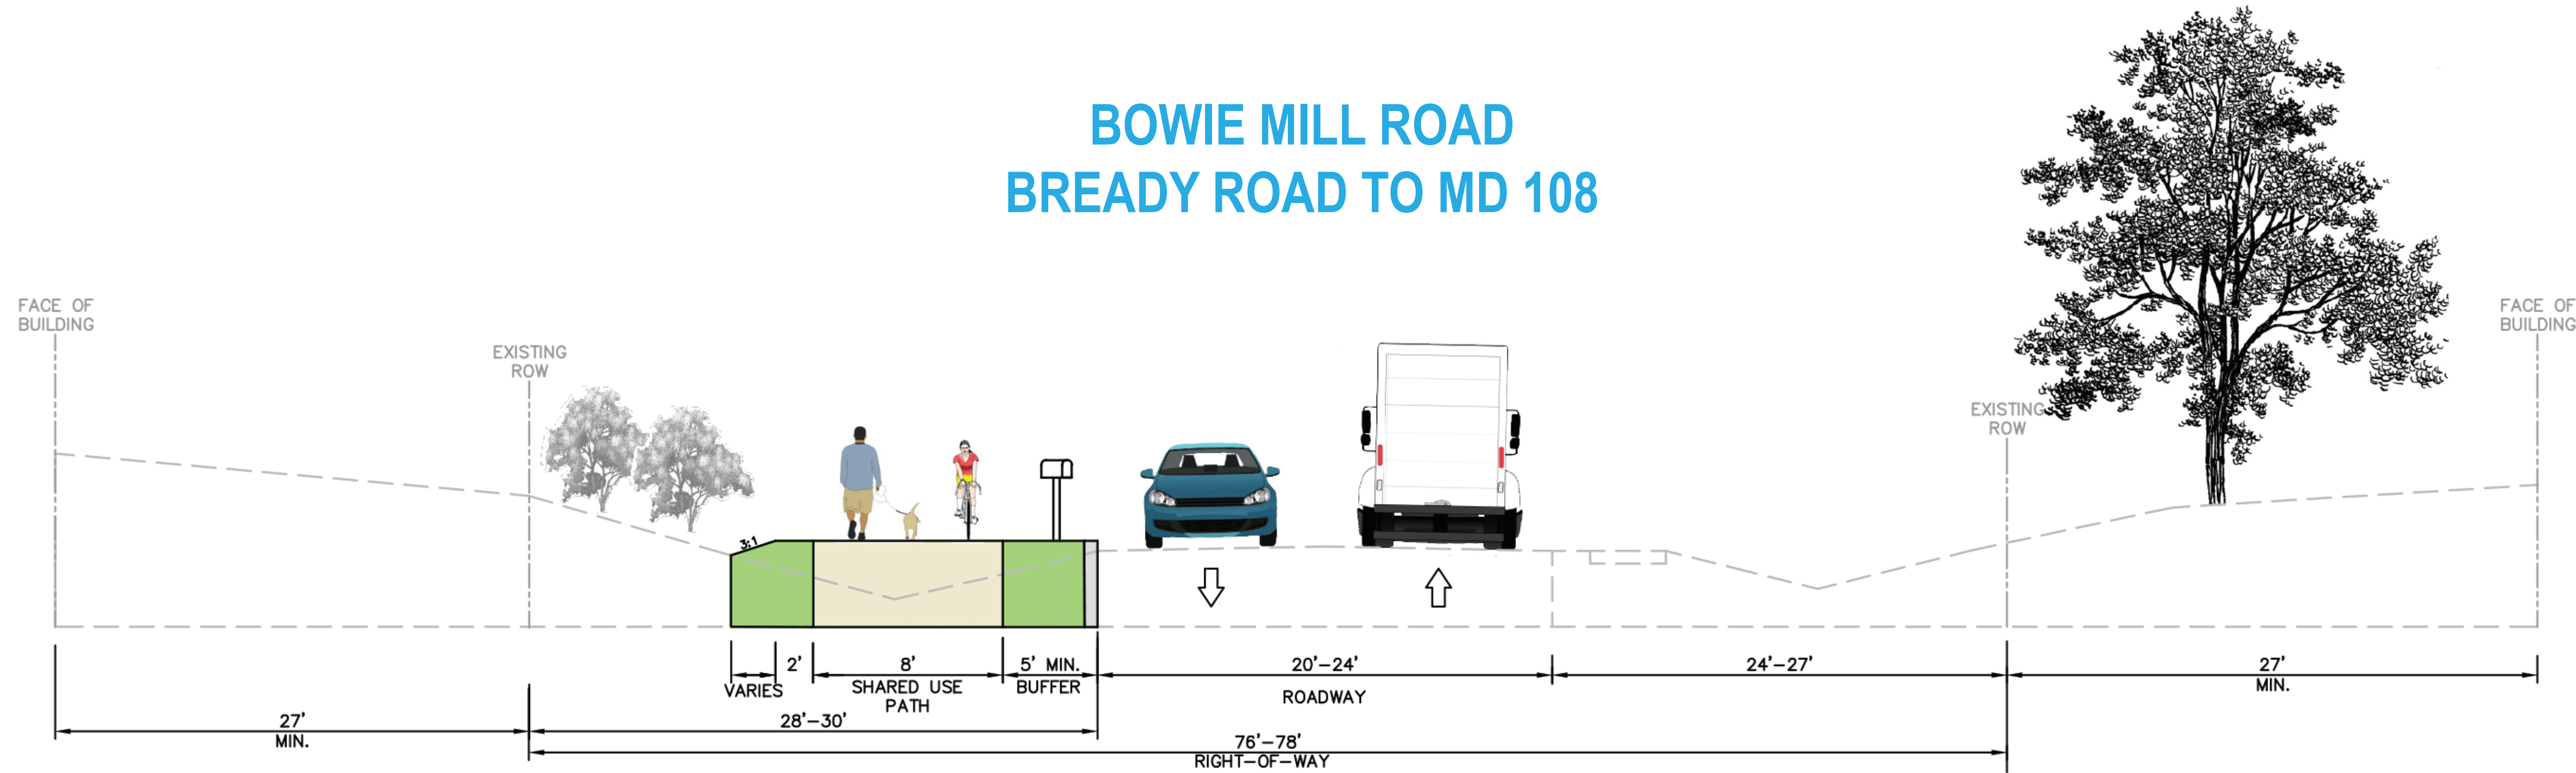 BOWIE MILL ROAD
BREADY ROAD TO MD 108
FACE OF
BUILDING
EXISTING
ROW
EXISTING
ROW
FACE OF
BUILDING
3:1
VARIES
2'
8'
SHARED USE
PATH
5' MIN.
BUFFER
20'-24'
ROADWAY
24'-27'
27'
MIN.
27'
MIN.
28'-30'
76'-78'
RIGHT-OF-WAY